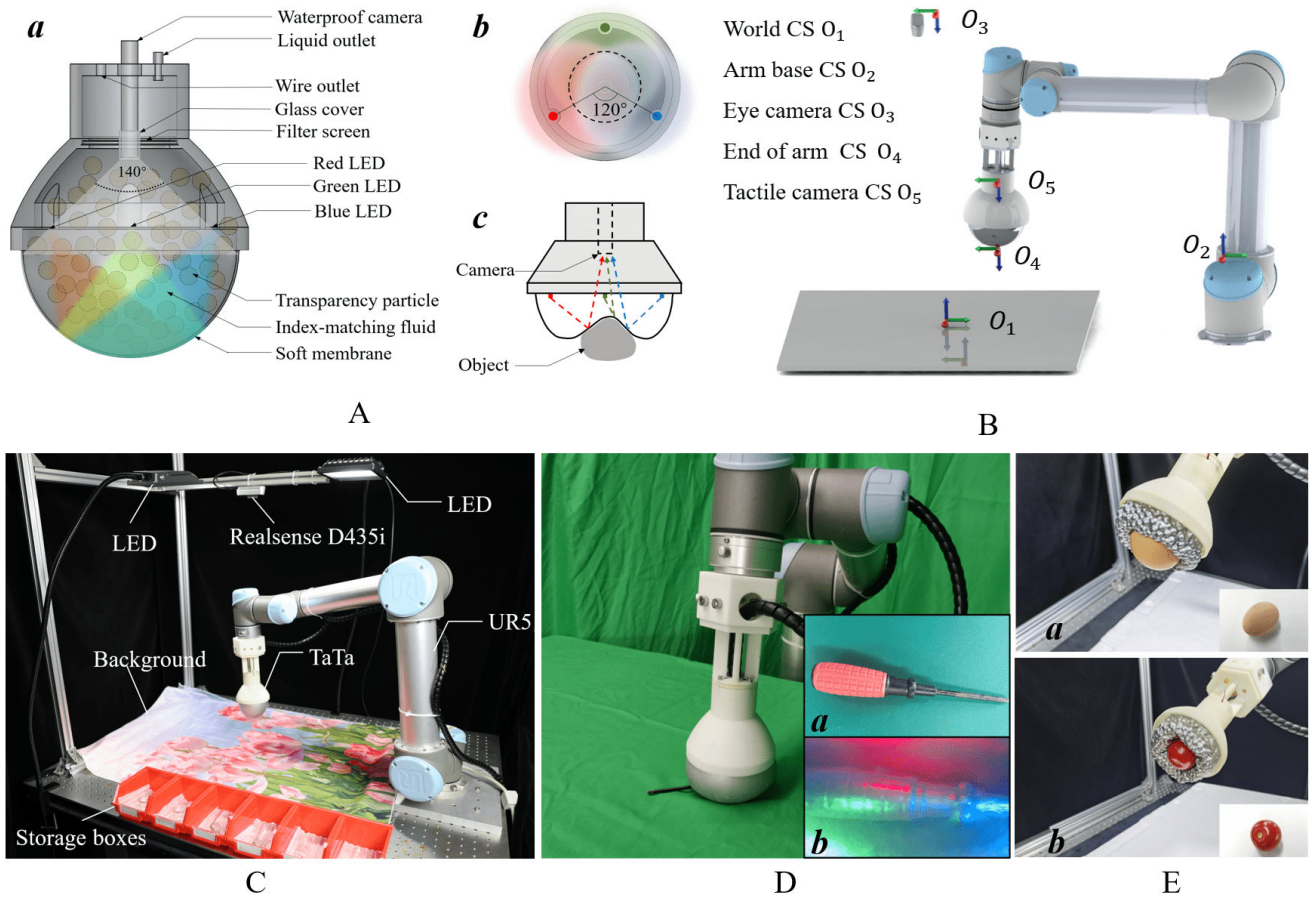 a
Waterproof camera
Liquid outlet
Wire outlet
Glass cover
Filter screen
Red LED
Green LED
Blue LED
140°
Transparency particle
Index-matching fluid
Soft membrane
b
120°
c
Camera
Object
A
World CS O₁
Arm base CS O₂
Eye camera CS O₃
End of arm CS O₄
Tactile camera CS O₅
O₃
O₅
O₄
O₂
O₁
B
LED
Realsense D435i
LED
UR5
Background
TaTa
Storage boxes
C
a
b
D
a
b
E